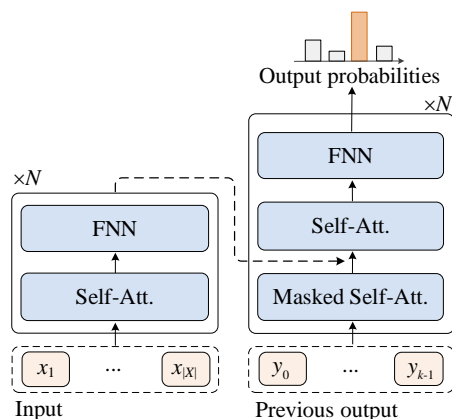 Output probabilities
×N
FNN
Self-Att.
Masked Self-Att.
y0 ... yk-1
Previous output
×N
FNN
Self-Att.
x1 ... x|X|
Input